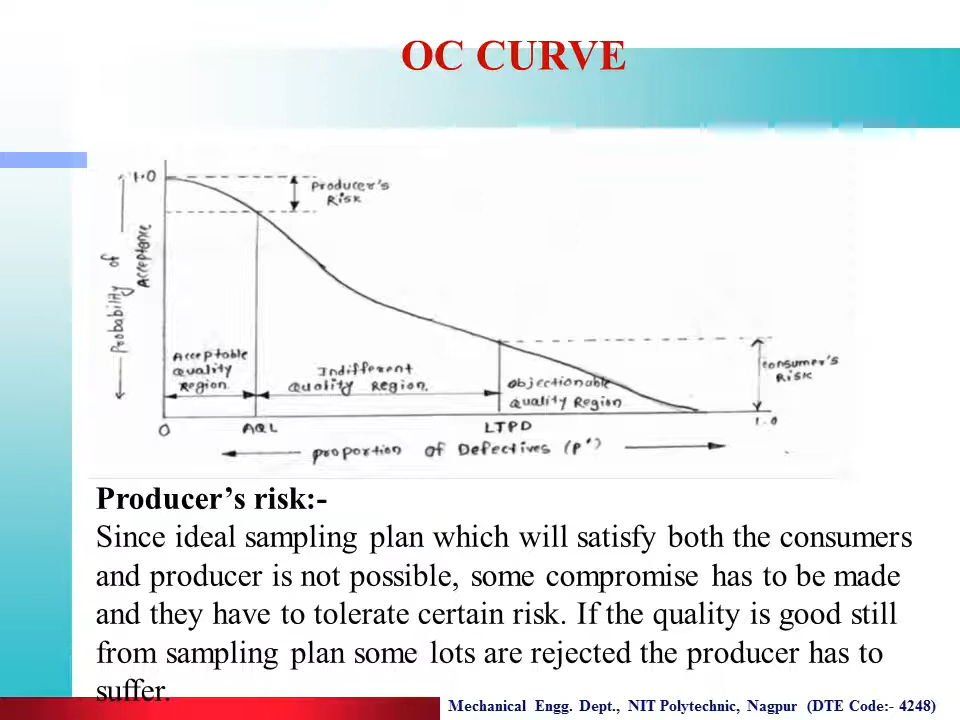 OC CURVE
1.0
Producer's
Risk
Probability of
Acceptance
Acceptable
Quality
Region
Indifferent
Quality Region.
Objectionable
Quality Region
Consumer's
Risk
0
AQL
LTPD
1.0
proportion of Defectives (p')
Producer’s risk:-
Since ideal sampling plan which will satisfy both the consumers
and producer is not possible, some compromise has to be made
and they have to tolerate certain risk. If the quality is good still
from sampling plan some lots are rejected the producer has to
suffer.
Mechanical Engg. Dept., NIT Polytechnic, Nagpur (DTE Code:- 4248)